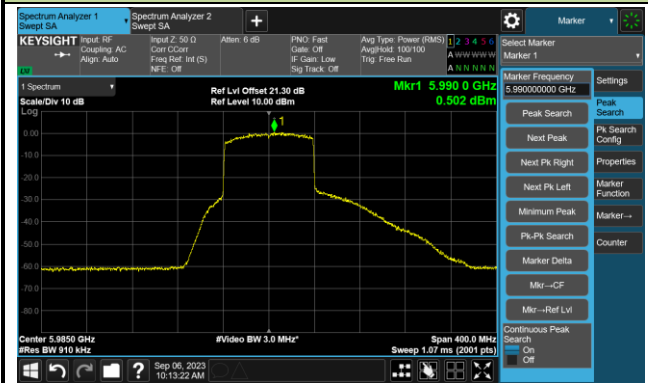 Spectrum Analyzer 1
Swept SA
Spectrum Analyzer 2
Swept SA
Marker
KEYSIGHT
Input: RF
Coupling: AC
Align: Auto
Input Z: 50 Ω
Corr CCorr
Freq Ref: Int (S)
NFE: Off
Atten: 6 dB
PNO: Fast
Gate: Off
IF Gain: Low
Sig Track: Off
Avg Type: Power (RMS)
Avg|Hold: 100/100
Trig: Free Run
1 2 3 4 5 6
A W W W W W
A N N N N N
Select Marker
Marker 1
1 Spectrum
Scale/Div 10 dB
Log
Ref Lvl Offset 21.30 dB
Ref Level 10.00 dBm
Mkr1 5.990 0 GHz
0.502 dBm
1
0.00
-10.0
-20.0
-30.0
-40.0
-50.0
-60.0
-70.0
-80.0
Center 5.9850 GHz
#Res BW 910 kHz
#Video BW 3.0 MHz*
Span 400.0 MHz
Sweep 1.07 ms (2001 pts)
Marker Frequency
5.990000000 GHz
Peak Search
Next Peak
Next Pk Right
Next Pk Left
Minimum Peak
Pk-Pk Search
Marker Delta
Mkr→CF
Mkr→Ref Lvl
Continuous Peak
Search
On
Off
Settings
Peak
Search
Pk Search
Config
Properties
Marker
Function
Marker→
Counter
Sep 06, 2023
10:13:22 AM